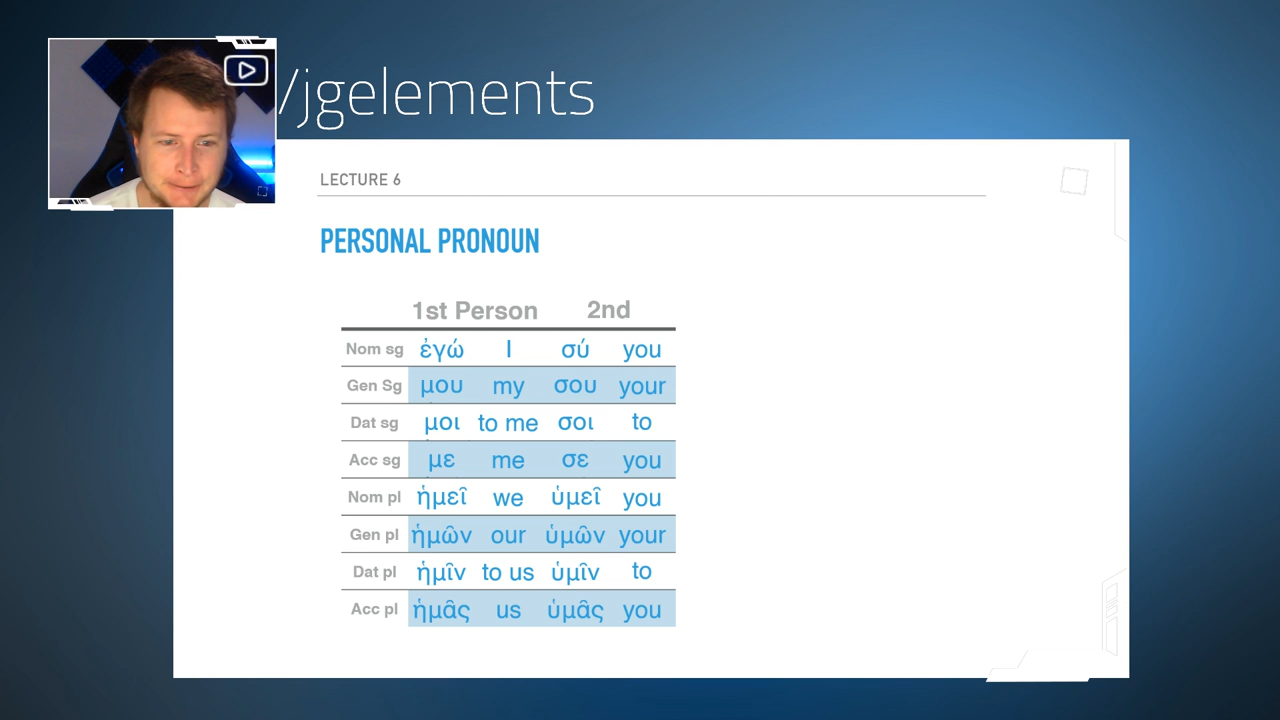 /jgelements
LECTURE 6
PERSONAL PRONOUN
1st Person 2nd
Nom sg ἐγώ I σύ you
Gen Sg μου my σου your
Dat sg μοι to me σοι to
Acc sg με me σε you
Nom pl ἡμεῖ we ὑμεῖ you
Gen pl ἡμῶν our ὑμῶν your
Dat pl ἡμῖν to us ὑμῖν to
Acc pl ἡμᾶς us ὑμᾶς you